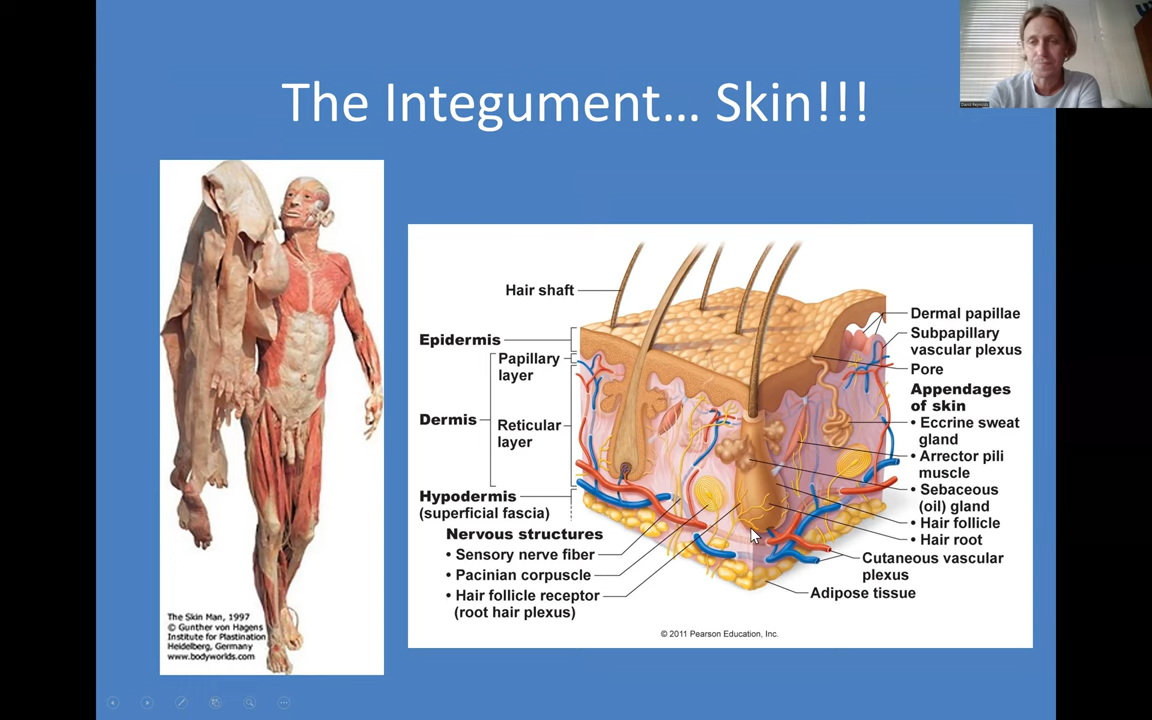 The Integument... Skin!!!
David Reynolds
Hair shaft
Epidermis
Papillary
layer
Dermis
Reticular
layer
Hypodermis
(superficial fascia)
Nervous structures
• Sensory nerve fiber
• Pacinian corpuscle
• Hair follicle receptor
(root hair plexus)
Dermal papillae
Subpapillary
vascular plexus
Pore
Appendages
of skin
• Eccrine sweat
gland
• Arrector pili
muscle
• Sebaceous
(oil) gland
• Hair follicle
• Hair root
Cutaneous vascular
plexus
Adipose tissue
© 2011 Pearson Education, Inc.
The Skin Man, 1997
© Gunther von Hagens
Institute for Plastination
Heidelberg, Germany
www.bodyworlds.com